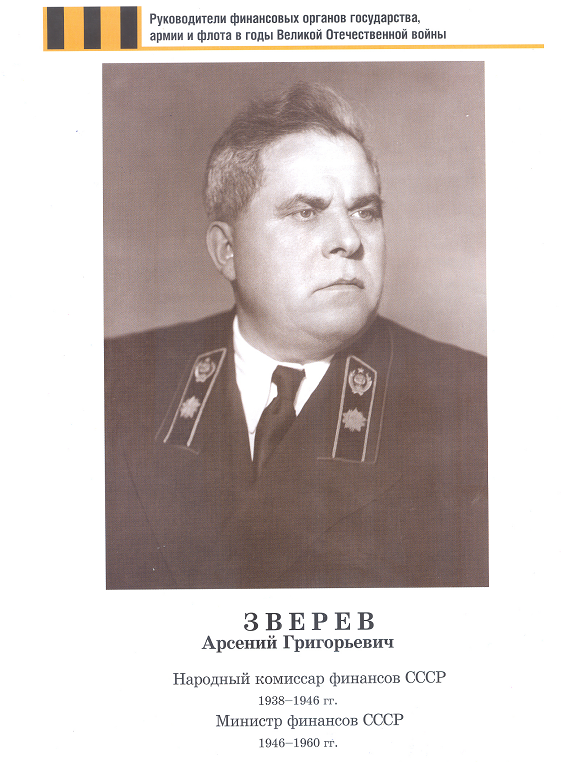 Руководители финансовых органов государства,
армии и флота в годы Великой Отечественной войны
ЗВЕРЕВ
Арсений Григорьевич
Народный комиссар финансов СССР
1938–1946 гг.
Министр финансов СССР
1946–1960 гг.